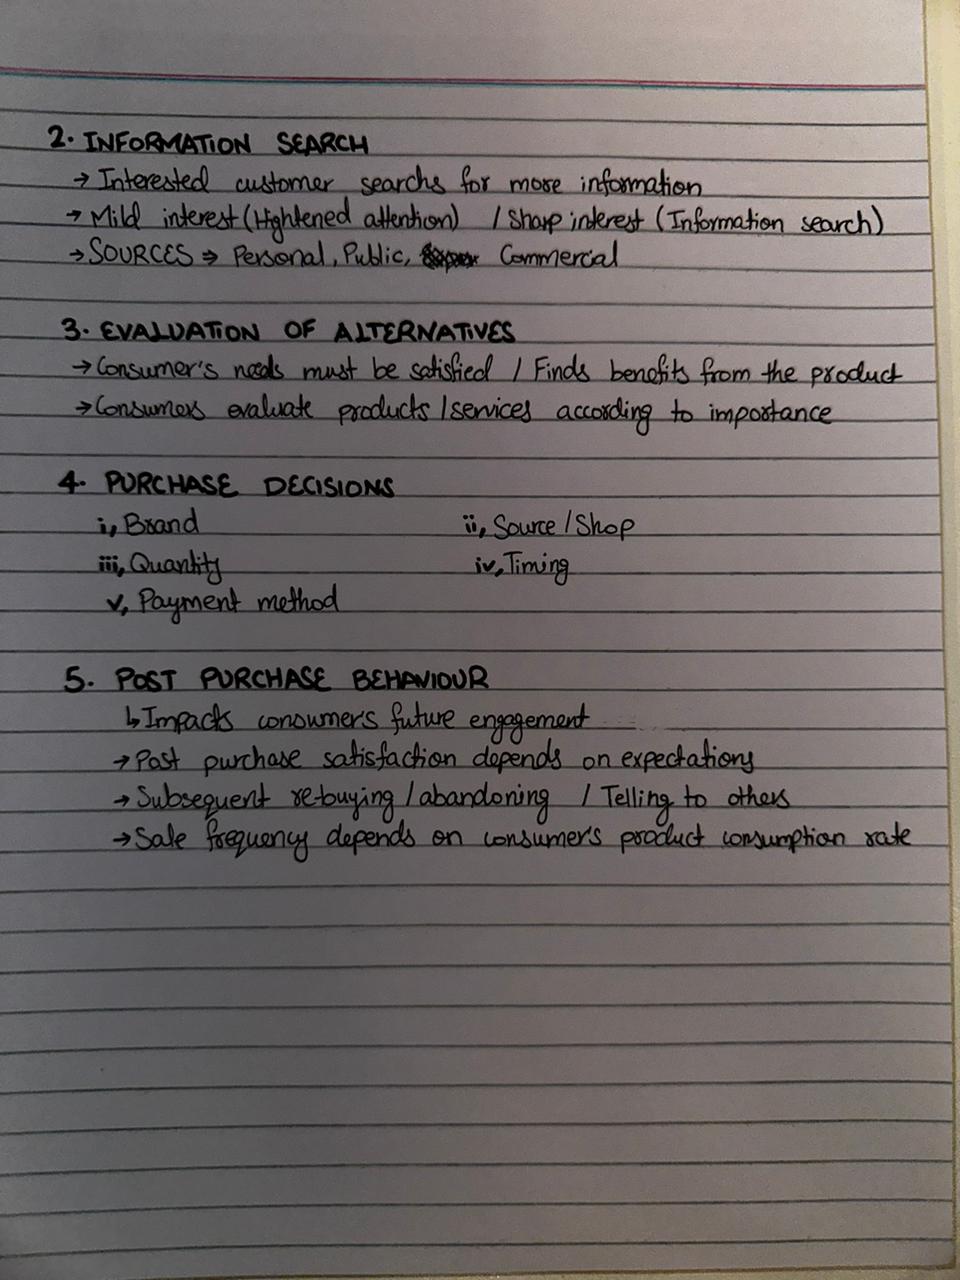 2. INFORMATION SEARCH
→ Interested customer searchs for more information
→ Mild interest (Hightened attention) / Sharp interest (Information search)
→ SOURCES ⇒ Personal, Public, Commercial
3. EVALUATION OF ALTERNATIVES
→ Consumer's needs must be satisfied / Finds benefits from the product
→ Consumers evaluate products / services according to importance
4. PURCHASE DECISIONS
i, Brand ii, Source / Shop
iii, Quantity iv, Timing
v, Payment method
5. POST PURCHASE BEHAVIOUR
↳ Impacts consumer's future engagement
→ Post purchase satisfaction depends on expectations
→ Subsequent re-buying / abandoning / Telling to others
→ Sale frequency depends on consumer's product consumption rate